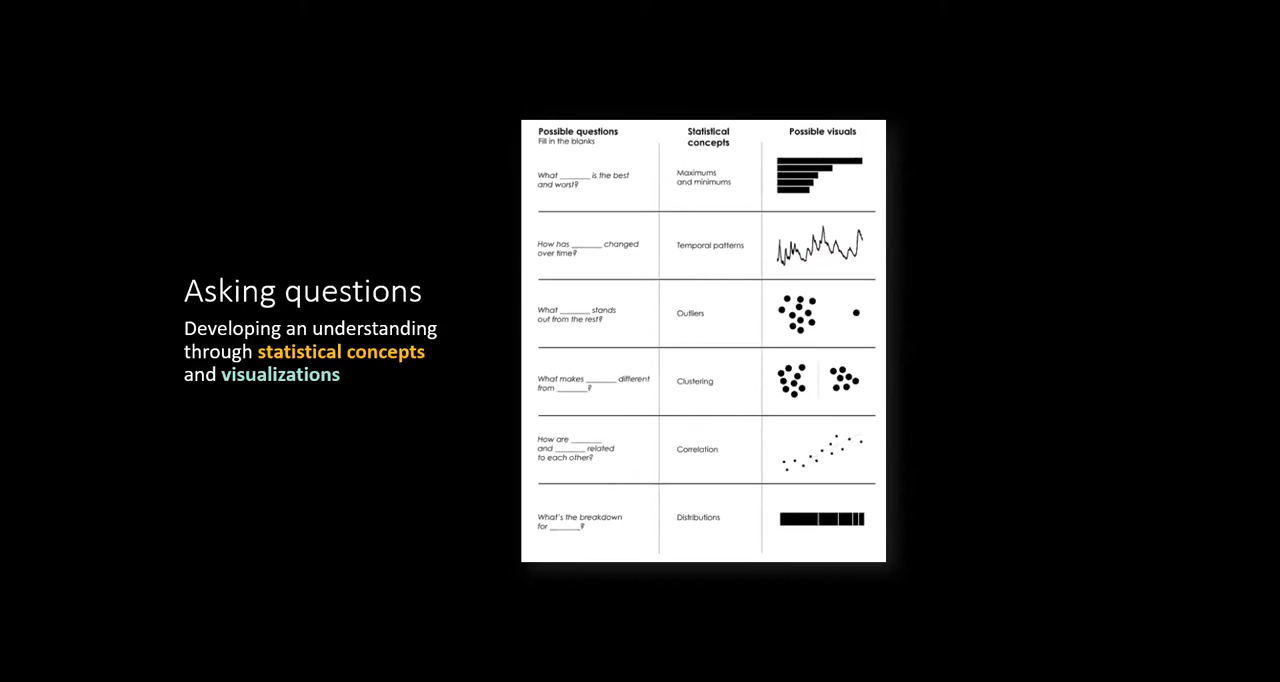 Asking questions
Developing an understanding
through statistical concepts
and visualizations
Possible questions
Fill in the blanks
Statistical
concepts
Possible visuals
What ______ is the best
and worst?
Maximums
and minimums
How has ______ changed
over time?
Temporal patterns
What ______ stands
out from the rest?
Outliers
What makes ______ different
from ______?
Clustering
How are ______
and ______ related
to each other?
Correlation
What's the breakdown
for ______?
Distributions